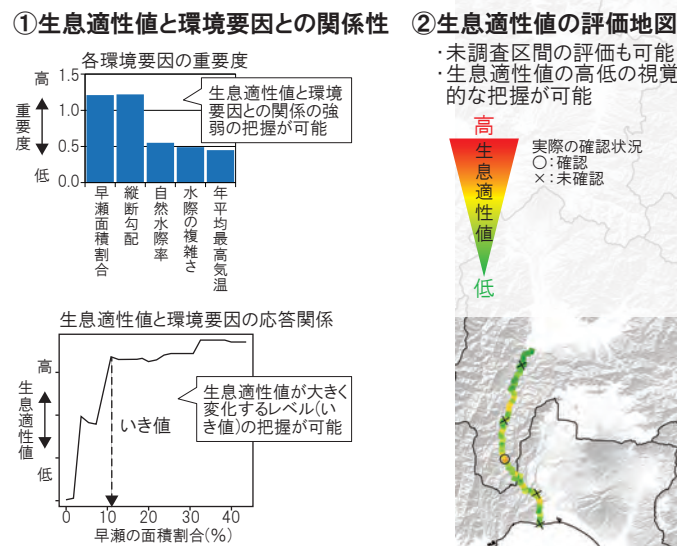 ①生息適性値と環境要因との関係性
各環境要因の重要度
高
重要度
低
1.5
1.0
0.5
0.0
生息適性値と環境
要因との関係の強
弱の把握が可能
早瀬面積割合
縦断勾配
自然水際率
水際の複雑さ
年平均最高気温
生息適性値と環境要因の応答関係
高
生息適性値
低
いき値
生息適性値が大きく
変化するレベル(い
き値)の把握が可能
0 10 20 30 40
早瀬の面積割合(%)
②生息適性値の評価地図
・未調査区間の評価も可能
・生息適性値の高低の視覚
的な把握が可能
高
生息適性値
低
実際の確認状況
○:確認
×:未確認